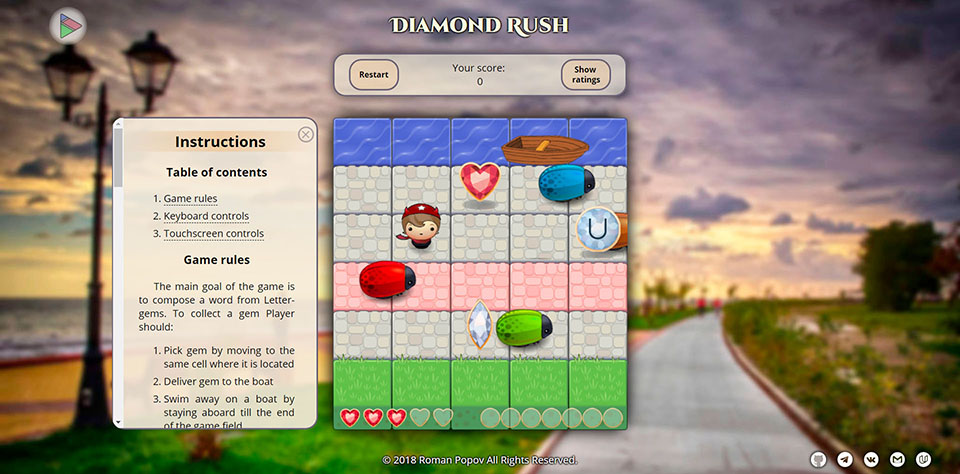 DIAMOND RUSH
Restart
Your score:
0
Show
ratings
Instructions
Table of contents
1. Game rules
2. Keyboard controls
3. Touchscreen controls
Game rules
The main goal of the game is
to compose a word from Letter-
gems. To collect a gem Player
should:
1. Pick gem by moving to the
same cell where it is located
2. Deliver gem to the boat
3. Swim away on a boat by
staying aboard till the end
of the game field
U
© 2018 Roman Popov All Rights Reserved.